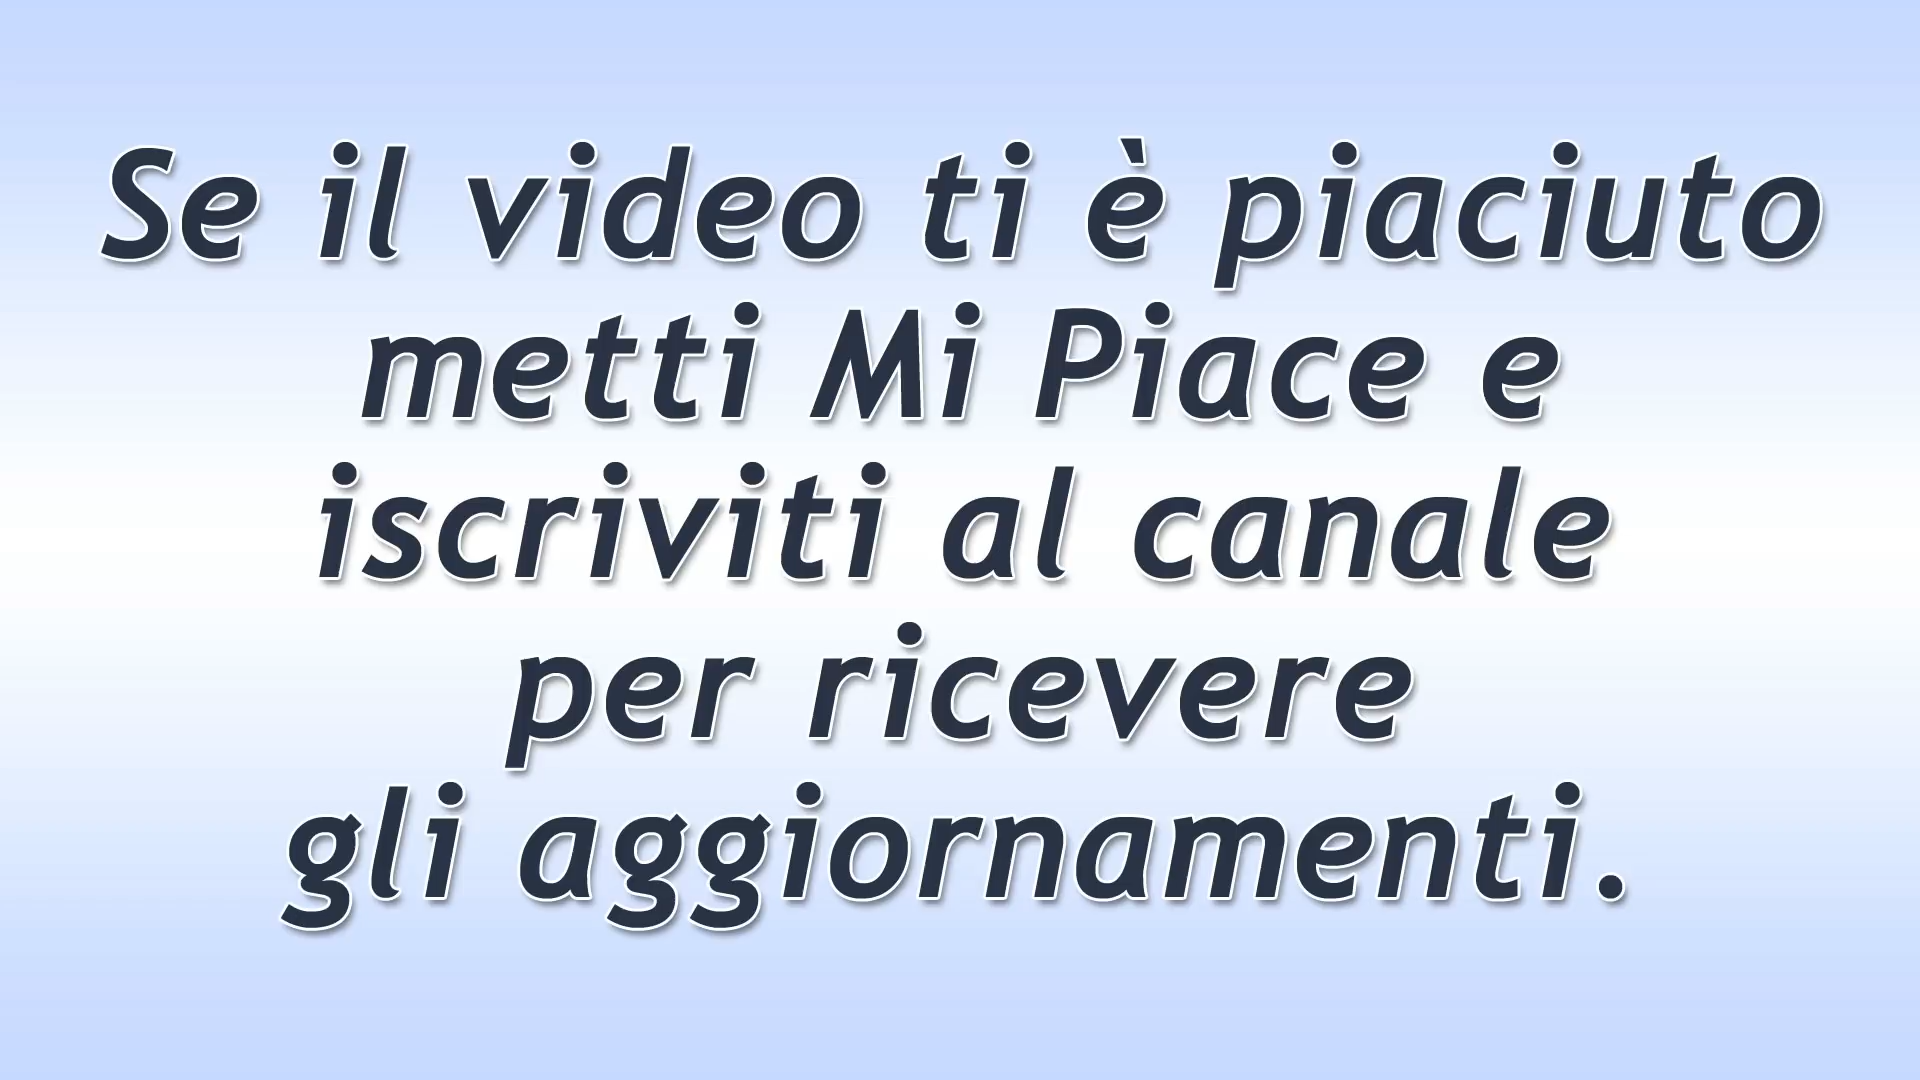 Se il video ti è piaciuto
metti Mi Piace e
iscriviti al canale
per ricevere
gli aggiornamenti.